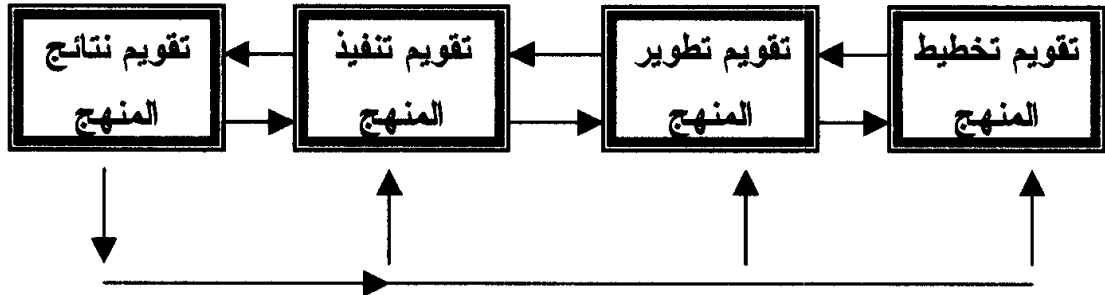 تقويم تخطيط
المنهج
تقويم تطوير
المنهج
تقويم تنفيذ
المنهج
تقويم نتائج
المنهج